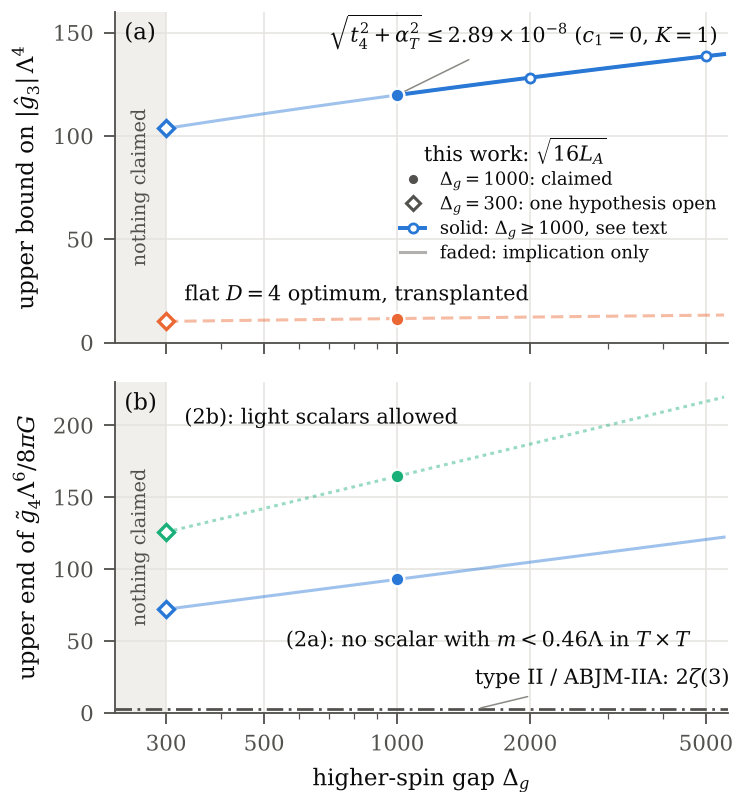 (a)
√(t₄² + α_T²) ≤ 2.89 × 10⁻⁸ (c₁ = 0, K = 1)
upper bound on |ĝ₃| Λ⁴
150
100
50
0
nothing claimed
this work: √(16L_A)
Δ_g = 1000: claimed
Δ_g = 300: one hypothesis open
solid: Δ_g ≥ 1000, see text
faded: implication only
flat D = 4 optimum, transplanted
(b)
(2b): light scalars allowed
upper end of g̃₄Λ⁶/8πG
200
150
100
50
0
nothing claimed
(2a): no scalar with m < 0.46Λ in T × T
type II / ABJM-IIA: 2ζ(3)
300
500
1000
2000
5000
higher-spin gap Δ_g